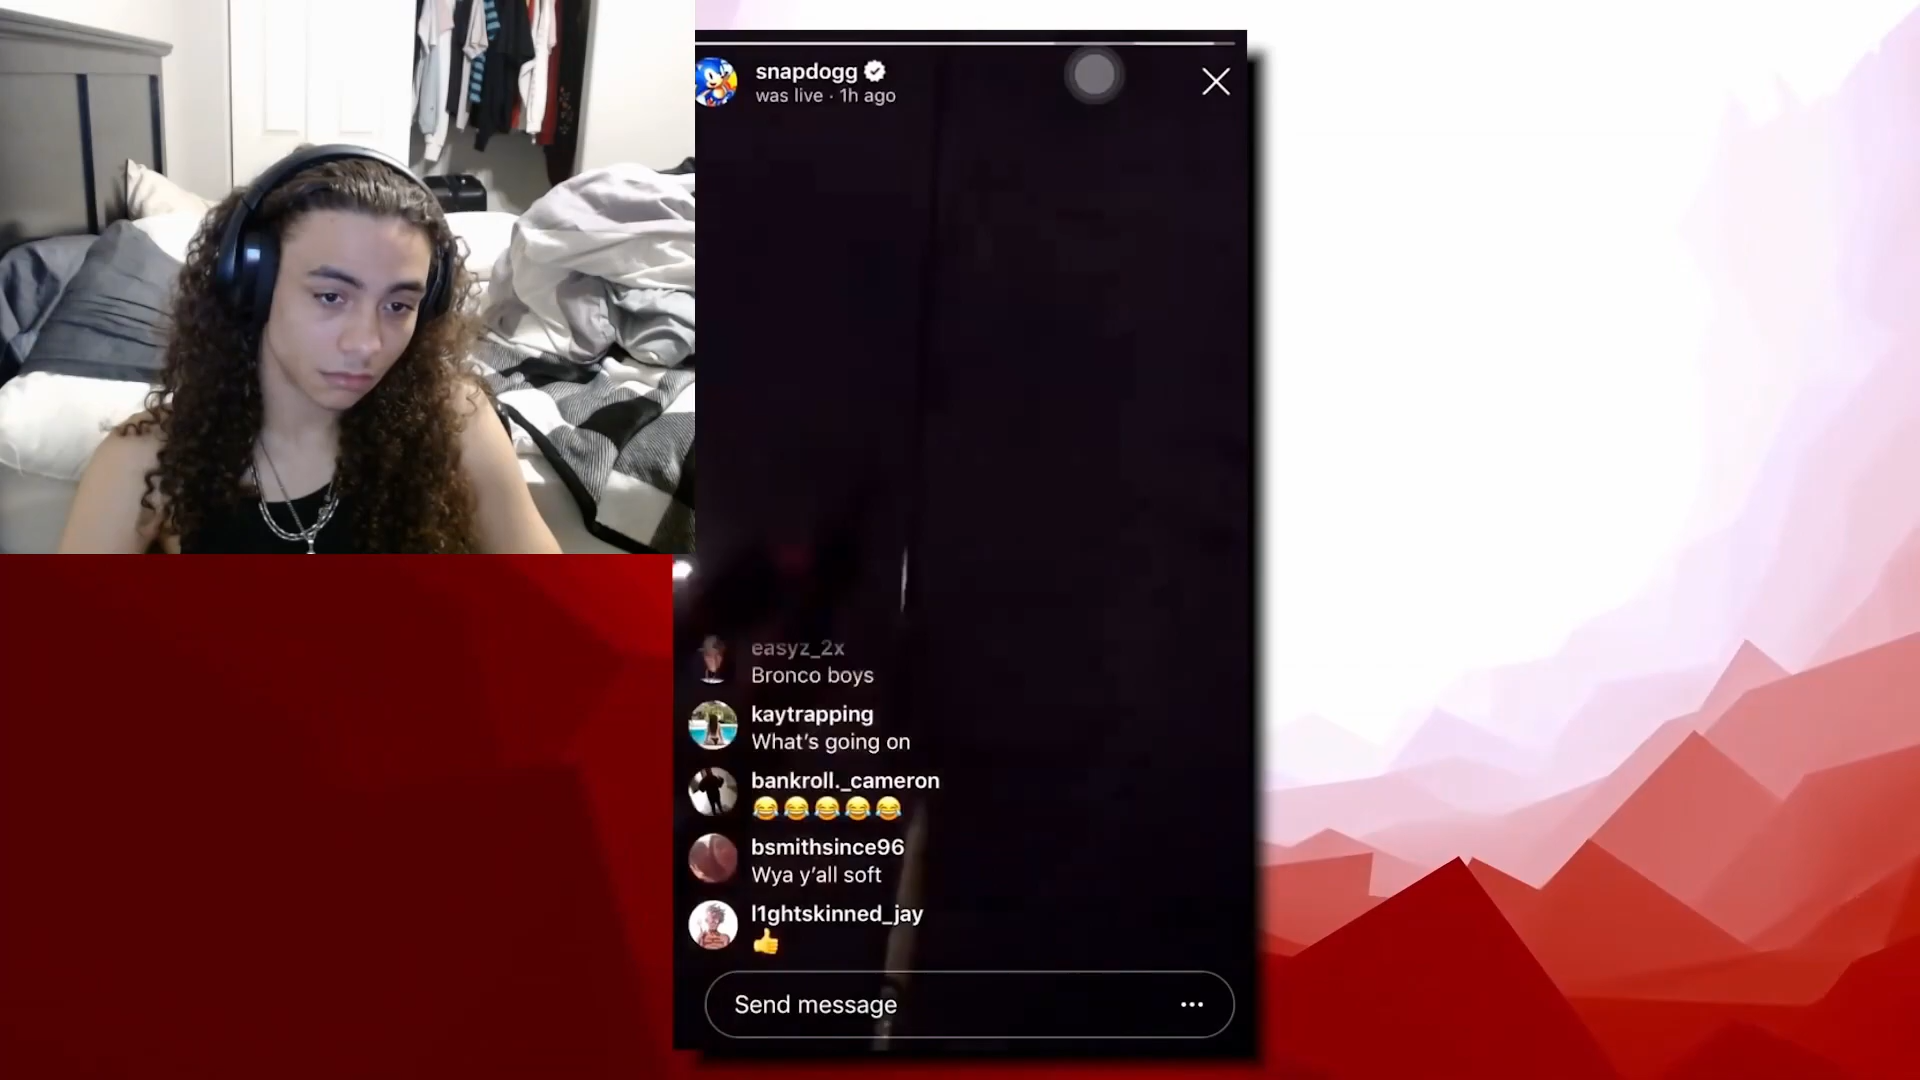 snapdogg
was live · 1h ago
easyz_2x
Bronco boys
kaytrapping
What's going on
bankroll._cameron
😂😂😂😂😂
bsmithsince96
Wya y'all soft
l1ghtskinned_jay
👍
Send message